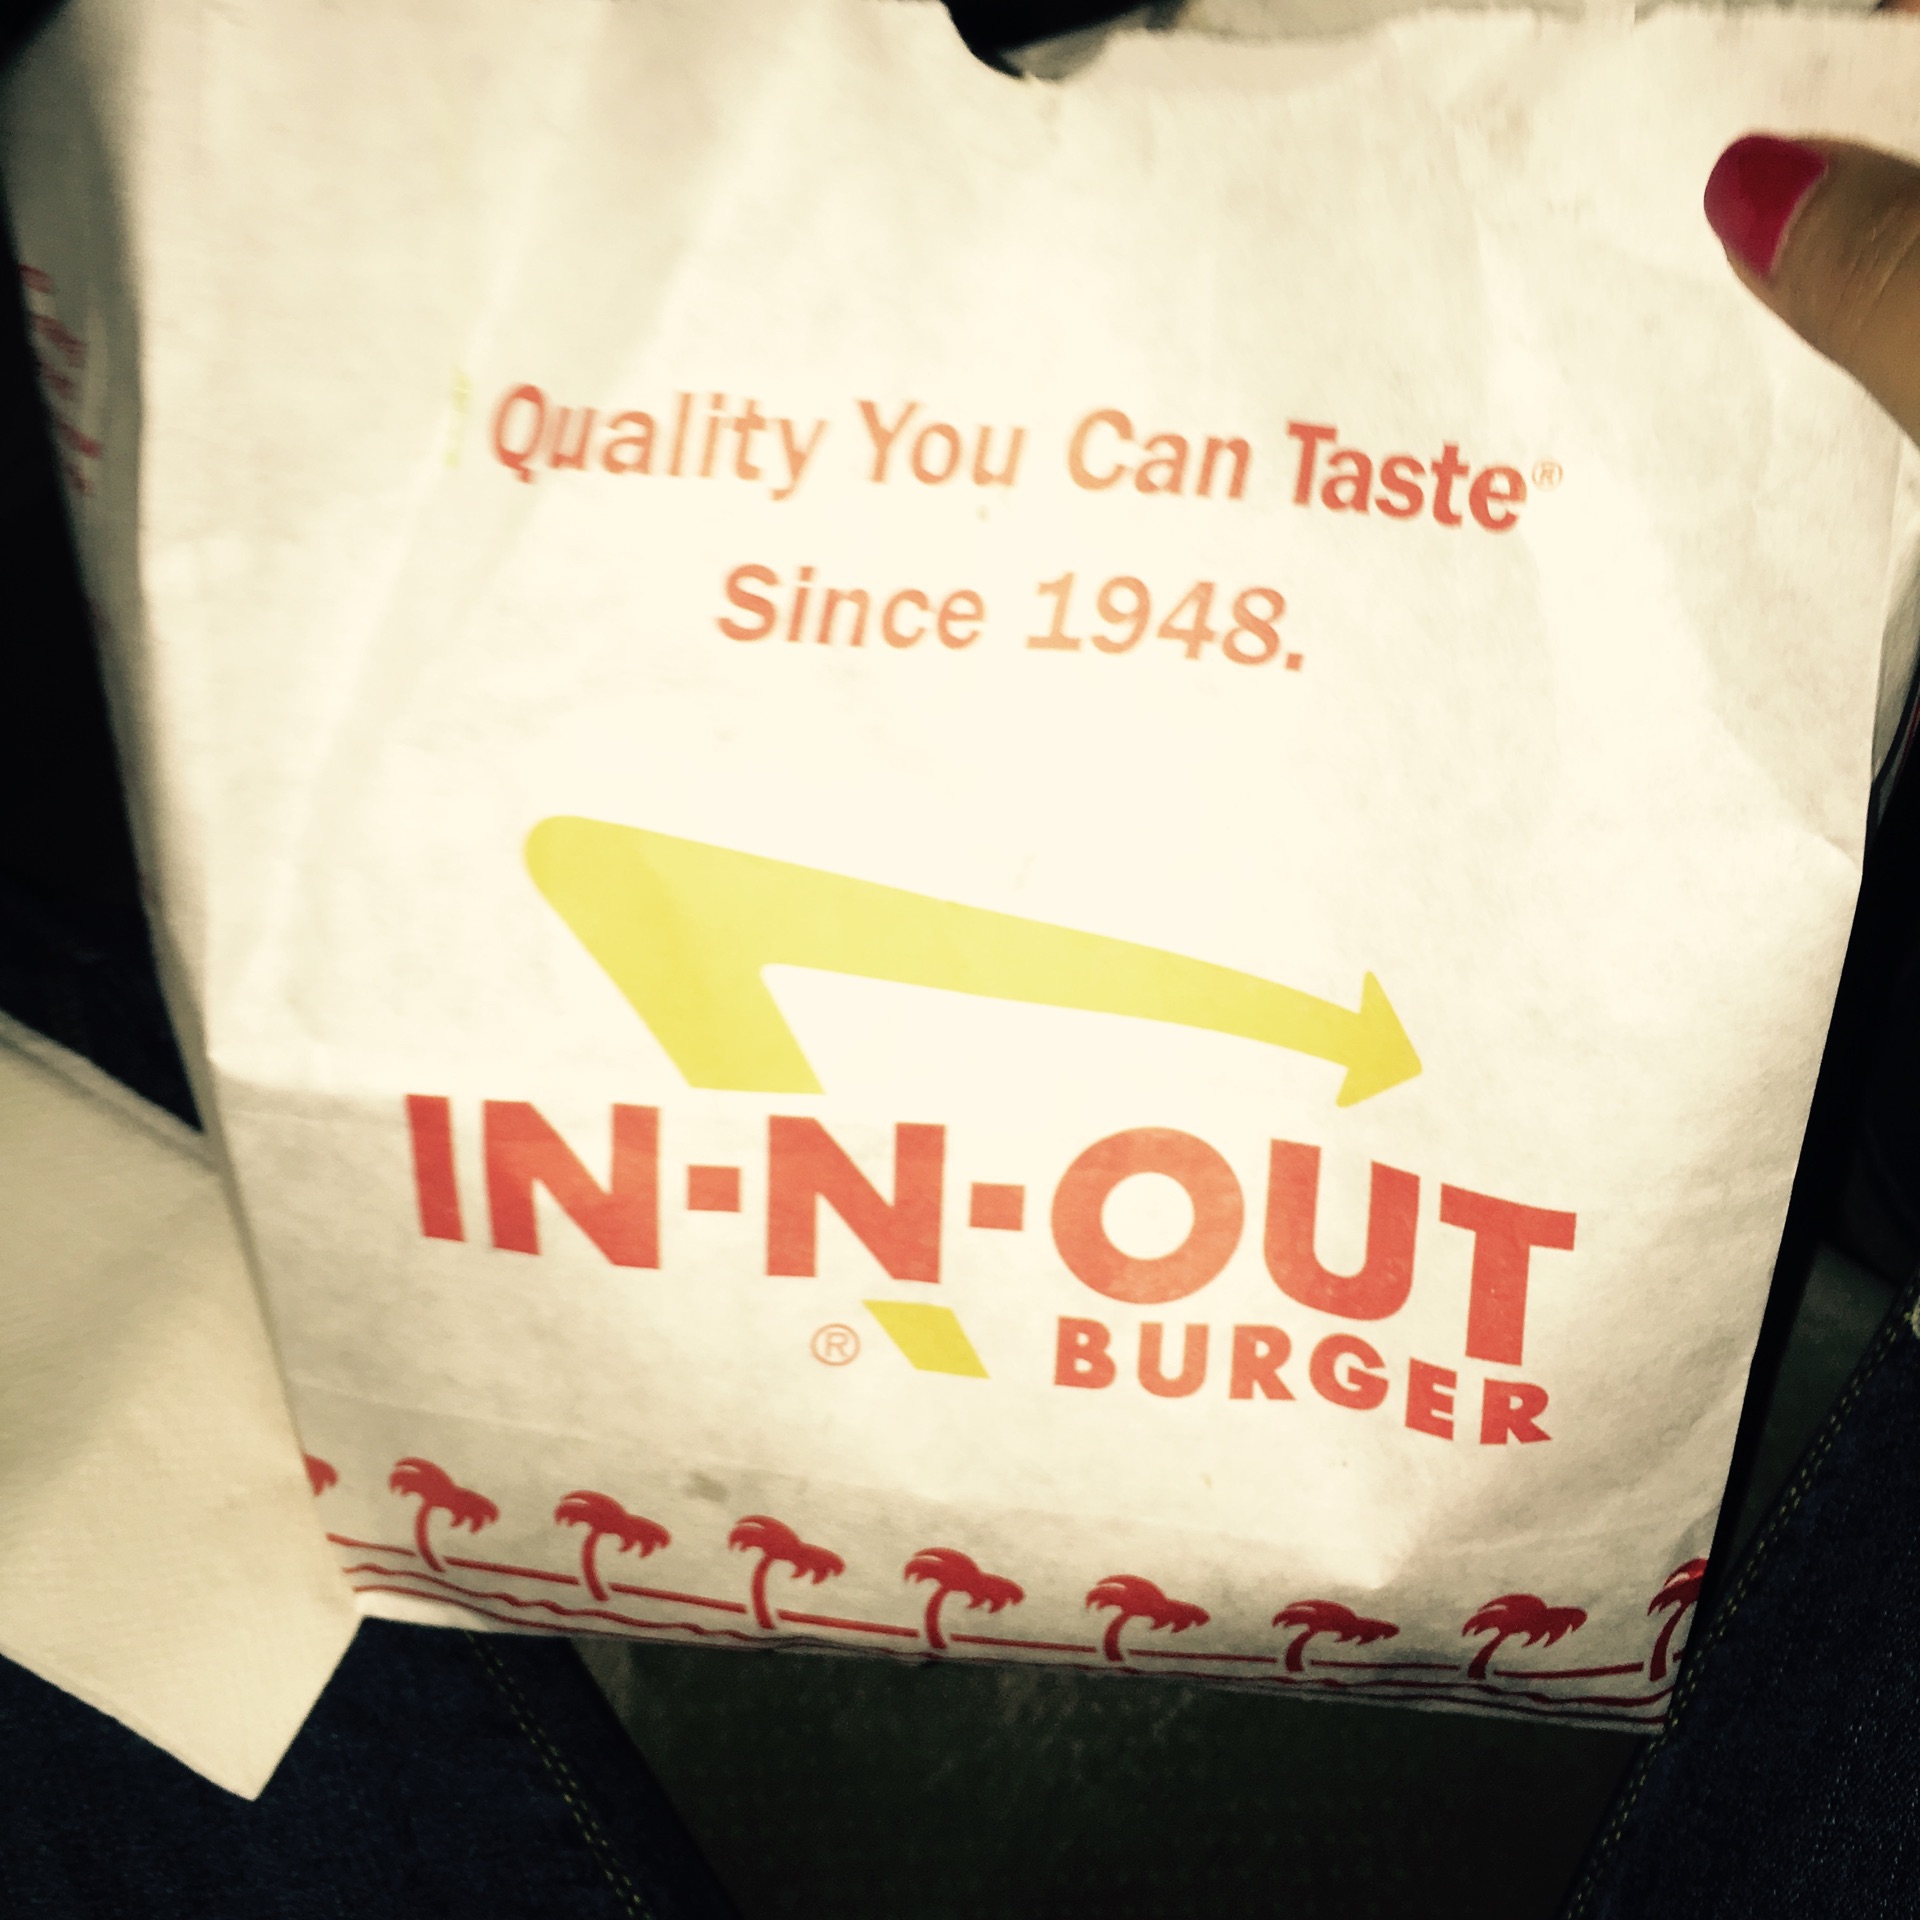 Quality You Can Taste®
Since 1948.
IN-N-OUT
® BURGER